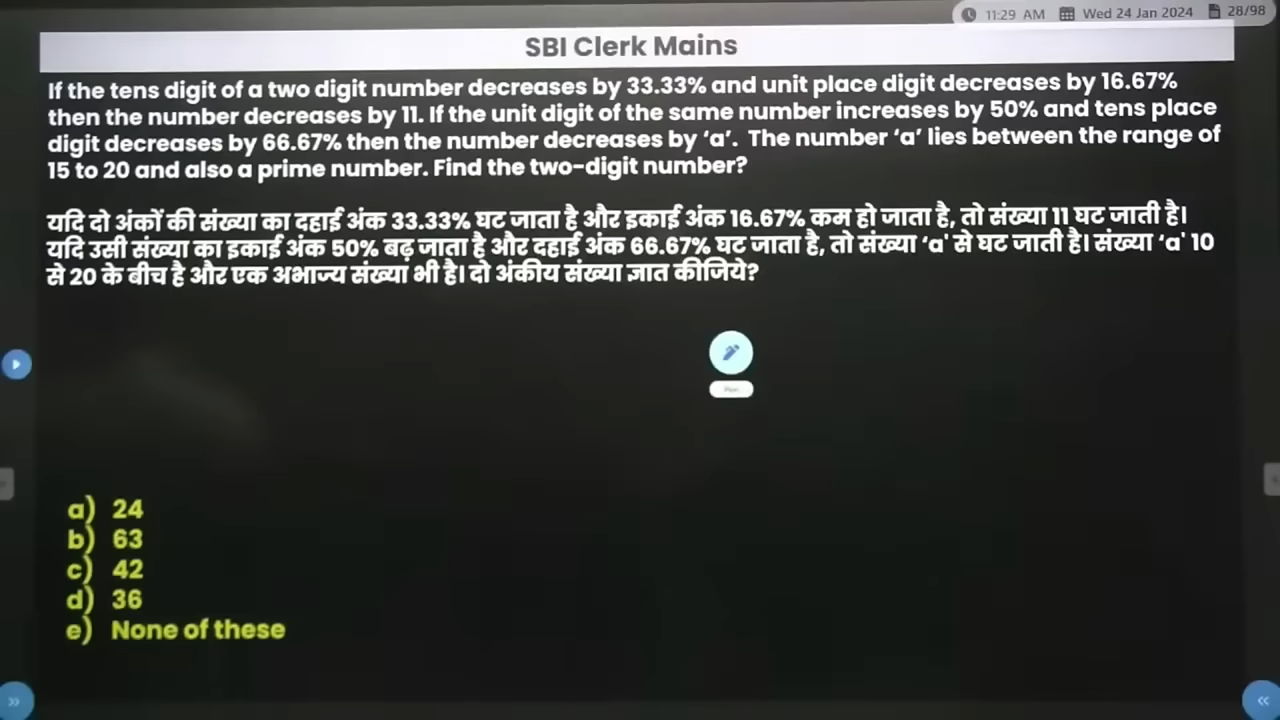 11:29 AM Wed 24 Jan 2024 28/98
SBI Clerk Mains
If the tens digit of a two digit number decreases by 33.33% and unit place digit decreases by 16.67%
then the number decreases by 11. If the unit digit of the same number increases by 50% and tens place
digit decreases by 66.67% then the number decreases by ‘a’. The number ‘a’ lies between the range of
15 to 20 and also a prime number. Find the two-digit number?
यदि दो अंकों की संख्या का दहाई अंक 33.33% घट जाता है और इकाई अंक 16.67% कम हो जाता है, तो संख्या 11 घट जाती है।
यदि उसी संख्या का इकाई अंक 50% बढ़ जाता है और दहाई अंक 66.67% घट जाता है, तो संख्या ‘a' से घट जाती है। संख्या ‘a' 10
से 20 के बीच है और एक अभाज्य संख्या भी है। दो अंकीय संख्या ज्ञात कीजिये?
a) 24
b) 63
c) 42
d) 36
e) None of these